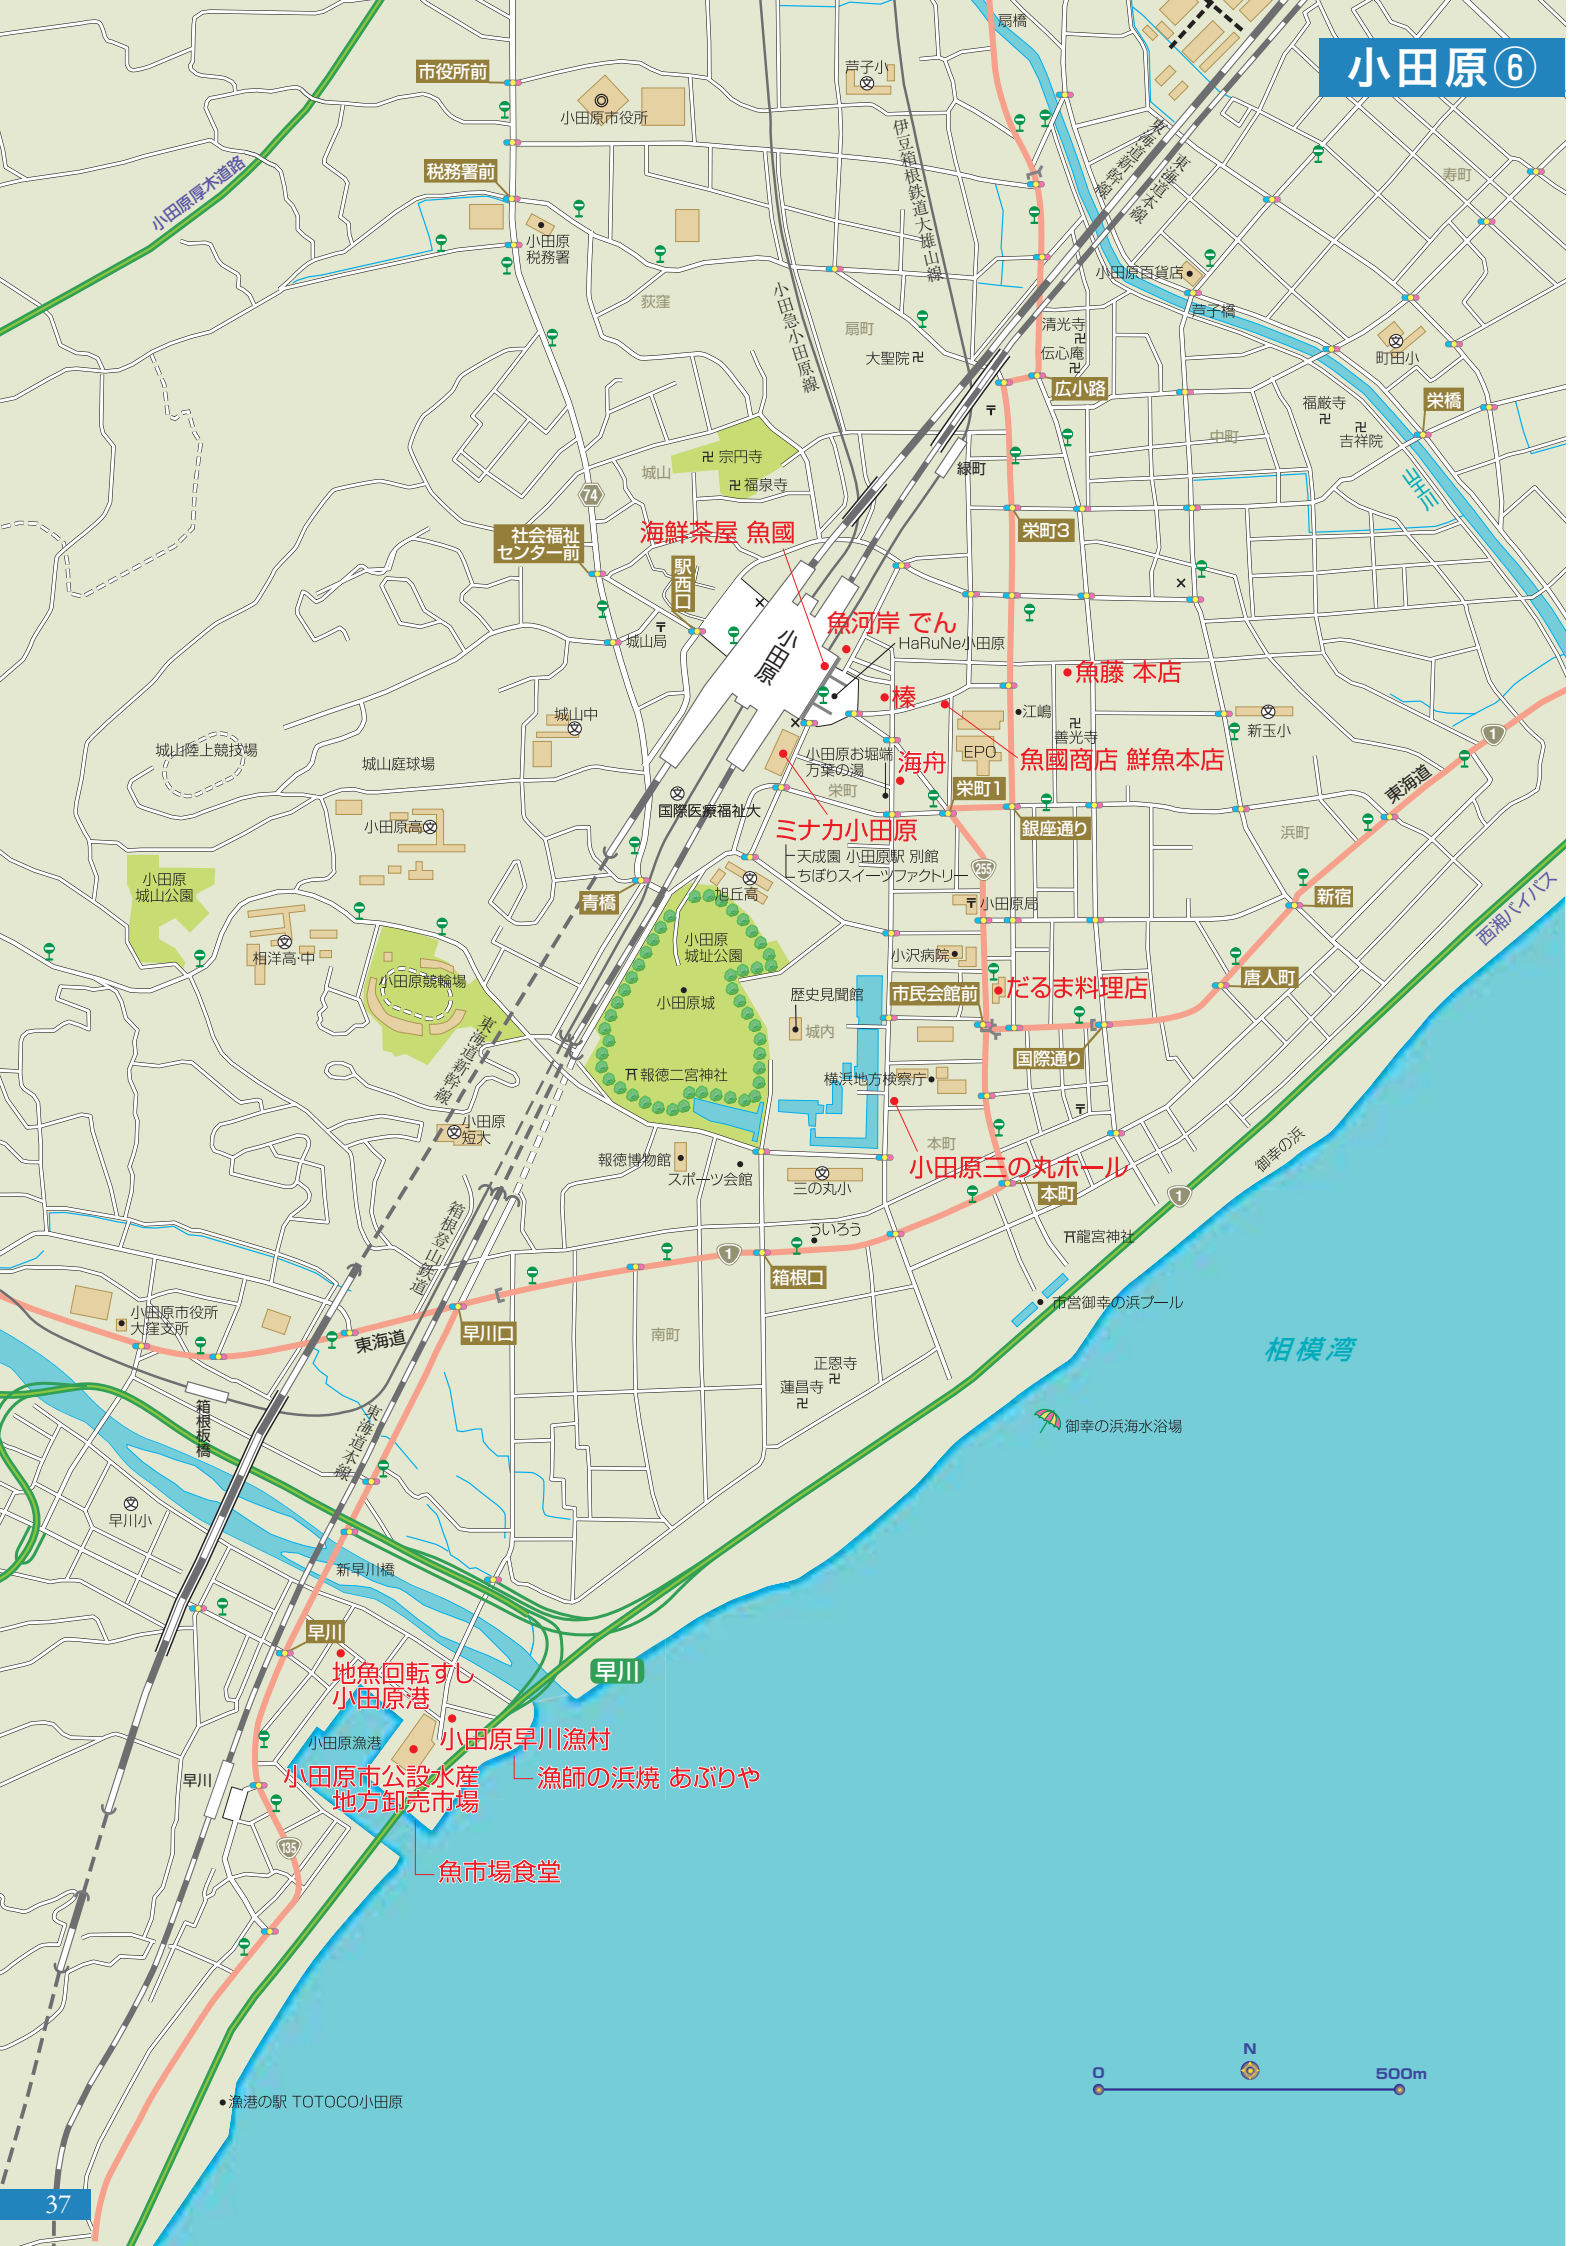 小田原⑥
扇橋
芦子小
市役所前
小田原市役所
伊豆箱根鉄道大雄山線
東海道新幹線
東海道本線
寿町
税務署前
小田原厚木道路
小田原
税務署
小田原百貨店
荻窪
小田急小田原線
扇町
清光寺
芦子橋
大聖院
伝心庵
町田小
広小路
福厳寺
栄橋
中町
吉祥院
城山
宗円寺
福泉寺
緑町
山王川
74
社会福祉
センター前
海鮮茶屋 魚國
栄町3
駅西口
城山局
小田原
魚河岸 でん
HaRuNe小田原
魚藤 本店
榛
城山中
江嶋
新玉小
善光寺
1
城山陸上競技場
城山庭球場
小田原お堀端
万葉の湯
海舟
EPO
魚國商店 鮮魚本店
東海道
栄町
栄町1
国際医療福祉大
小田原高
ミナカ小田原
銀座通り
浜町
天成園 小田原駅 別館
ちぼりスイーツファクトリー
255
小田原
城山公園
青橋
旭丘高
小田原局
新宿
西湘バイパス
相洋高・中
小田原
城址公園
小沢病院
小田原競輪場
小田原城
歴史見聞館
市民会館前
だるま料理店
唐人町
東海道新幹線
城内
国際通り
報徳二宮神社
横浜地方検察庁
小田原
短大
本町
御幸の浜
報徳博物館
スポーツ会館
三の丸小
小田原三の丸ホール
本町
1
箱根登山鉄道
ういろう
龍宮神社
1
箱根口
小田原市役所
大窪支所
市営御幸の浜プール
東海道
早川口
南町
相模湾
正恩寺
蓮昌寺
箱根板橋
東海道本線
御幸の浜海水浴場
早川小
新早川橋
早川
早川
地魚回転すし
小田原港
小田原漁港
小田原早川漁村
早川
小田原市公設水産
地方卸売市場
漁師の浜焼 あぶりや
135
魚市場食堂
漁港の駅 TOTOCO小田原
N
0
500m
37